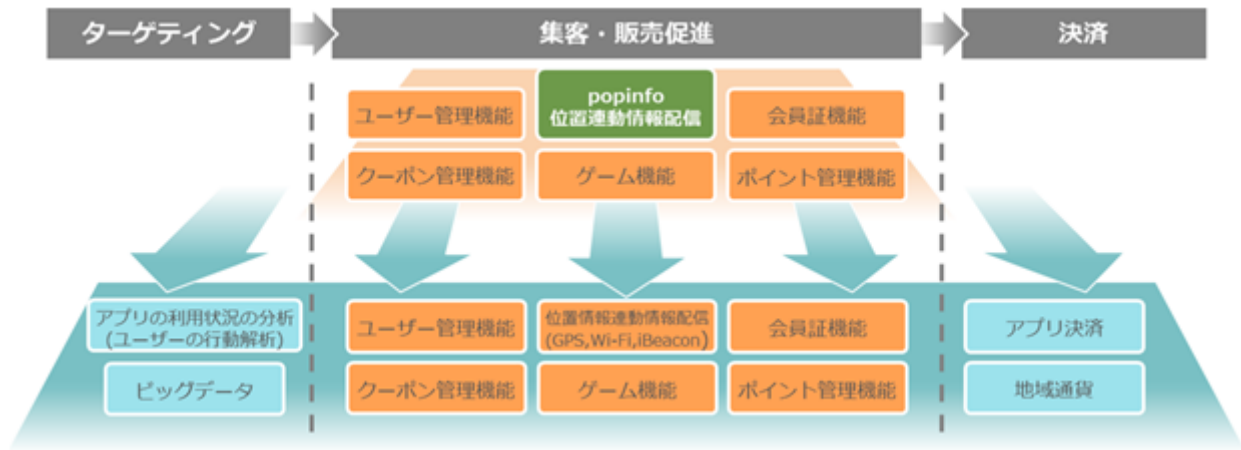 ターゲティング
集客・販売促進
決済
ユーザー管理機能
popinfo
位置連動情報配信
会員証機能
クーポン管理機能
ゲーム機能
ポイント管理機能
アプリの利用状況の分析
(ユーザーの行動解析)
ユーザー管理機能
位置情報連動情報配信
(GPS,Wi-Fi,iBeacon)
会員証機能
アプリ決済
ビッグデータ
クーポン管理機能
ゲーム機能
ポイント管理機能
地域通貨